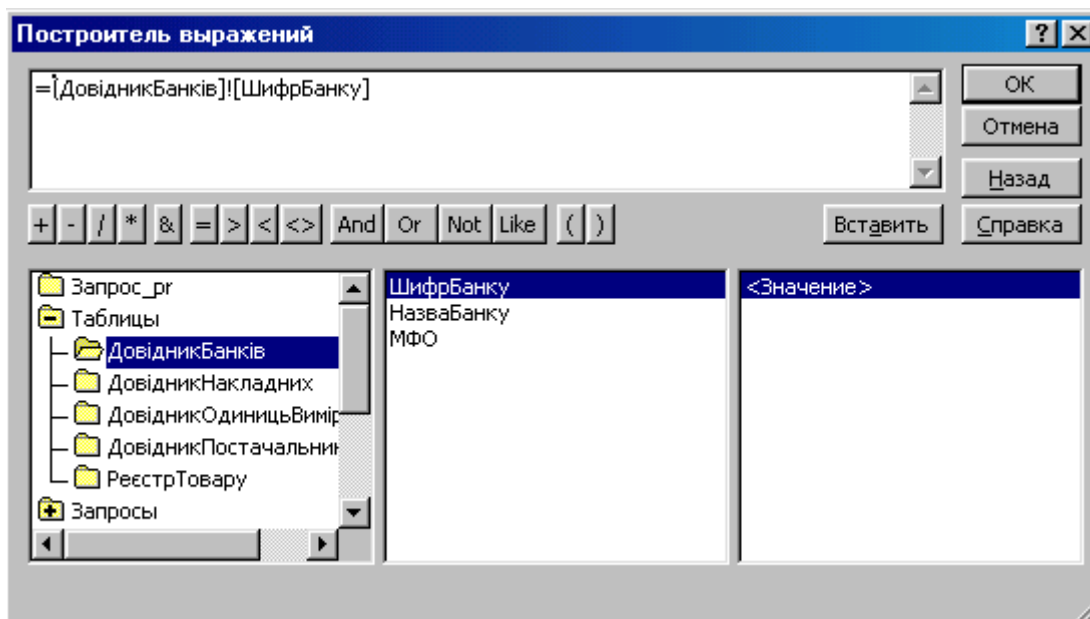 Построитель выражений
=[ДовідникБанків]![ШифрБанку]
ОК
Отмена
Назад
+ - / * & = > < <> And Or Not Like ( ) Вставить Справка
Запрос_pr
Таблицы
ДовідникБанків
ДовідникНакладних
ДовідникОдиницьВимір
ДовідникПостачальник
РеєстрТовару
Запросы
ШифрБанку
НазваБанку
МФО
<Значение>